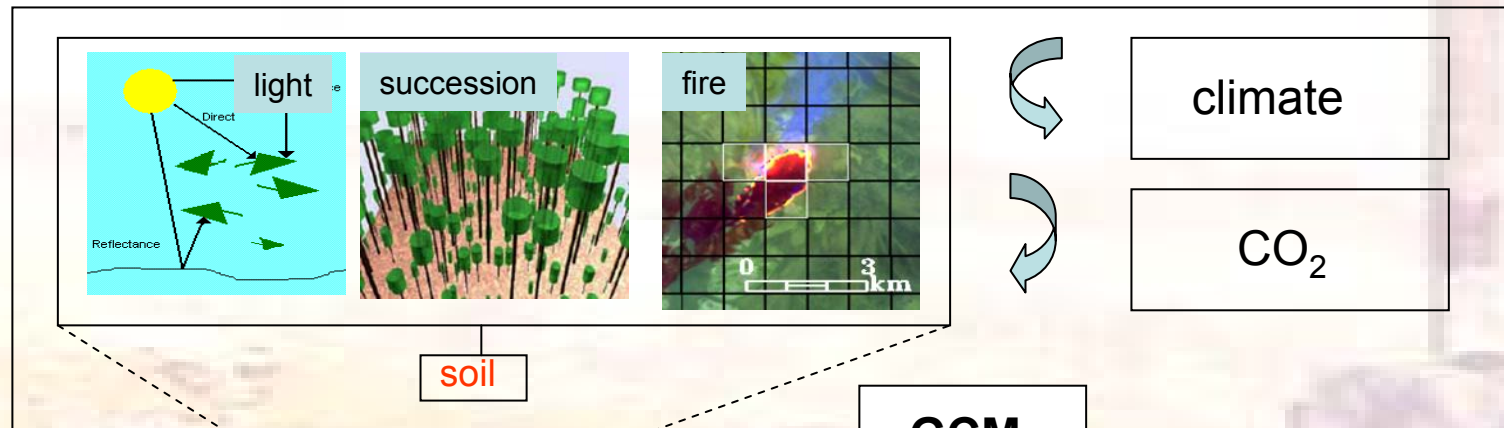 light
succession
fire
climate
Direct
Reflectance
0 3
km
CO₂
soil